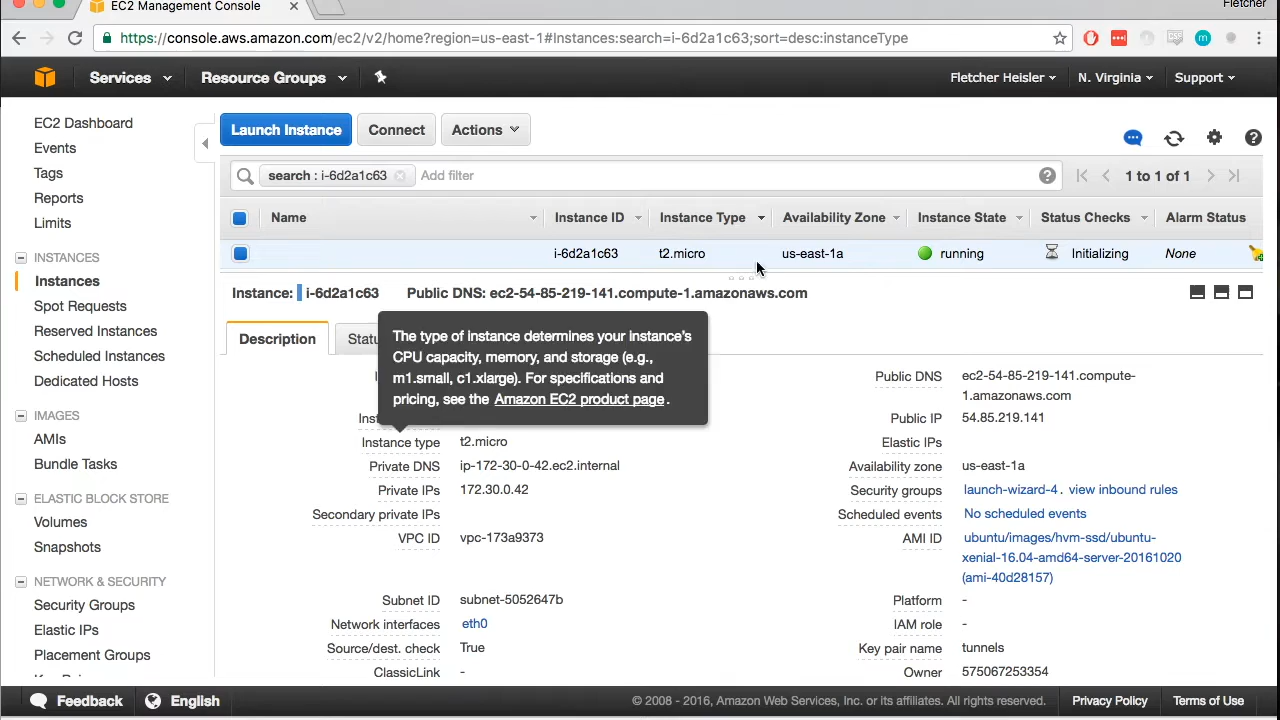 EC2 Management Console
Fletcher
https://console.aws.amazon.com/ec2/v2/home?region=us-east-1#Instances:search=i-6d2a1c63;sort=desc:instanceType
Services
Resource Groups
Fletcher Heisler
N. Virginia
Support
EC2 Dashboard
Events
Tags
Reports
Limits
INSTANCES
Instances
Spot Requests
Reserved Instances
Scheduled Instances
Dedicated Hosts
IMAGES
AMIs
Bundle Tasks
ELASTIC BLOCK STORE
Volumes
Snapshots
NETWORK & SECURITY
Security Groups
Elastic IPs
Placement Groups
Launch Instance
Connect
Actions
search : i-6d2a1c63
Add filter
1 to 1 of 1
Name
Instance ID
Instance Type
Availability Zone
Instance State
Status Checks
Alarm Status
i-6d2a1c63
t2.micro
us-east-1a
running
Initializing
None
Instance: i-6d2a1c63
Public DNS: ec2-54-85-219-141.compute-1.amazonaws.com
Description
Statu
The type of instance determines your instance's
CPU capacity, memory, and storage (e.g.,
m1.small, c1.xlarge). For specifications and
pricing, see the Amazon EC2 product page.
Inst
Instance type
t2.micro
Private DNS
ip-172-30-0-42.ec2.internal
Private IPs
172.30.0.42
Secondary private IPs
VPC ID
vpc-173a9373
Subnet ID
subnet-5052647b
Network interfaces
eth0
Source/dest. check
True
ClassicLink
-
Public DNS
ec2-54-85-219-141.compute-
1.amazonaws.com
Public IP
54.85.219.141
Elastic IPs
Availability zone
us-east-1a
Security groups
launch-wizard-4. view inbound rules
Scheduled events
No scheduled events
AMI ID
ubuntu/images/hvm-ssd/ubuntu-
xenial-16.04-amd64-server-20161020
(ami-40d28157)
Platform
-
IAM role
-
Key pair name
tunnels
Owner
575067253354
Feedback
English
© 2008 - 2016, Amazon Web Services, Inc. or its affiliates. All rights reserved.
Privacy Policy
Terms of Use